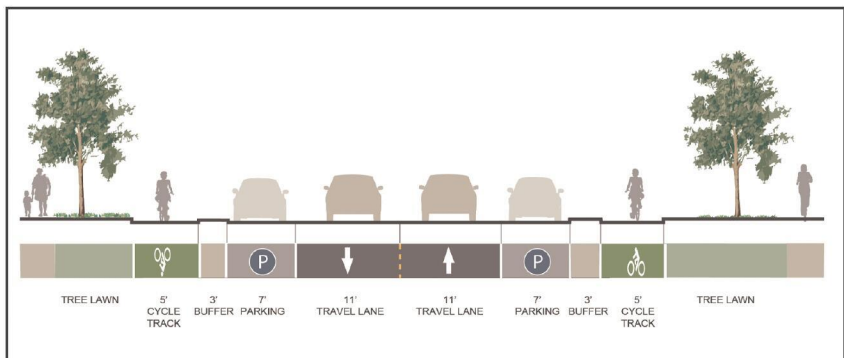 P
P
TREE LAWN
5'
CYCLE
TRACK
3'
BUFFER
7'
PARKING
11'
TRAVEL LANE
11'
TRAVEL LANE
7'
PARKING
3'
BUFFER
5'
CYCLE
TRACK
TREE LAWN